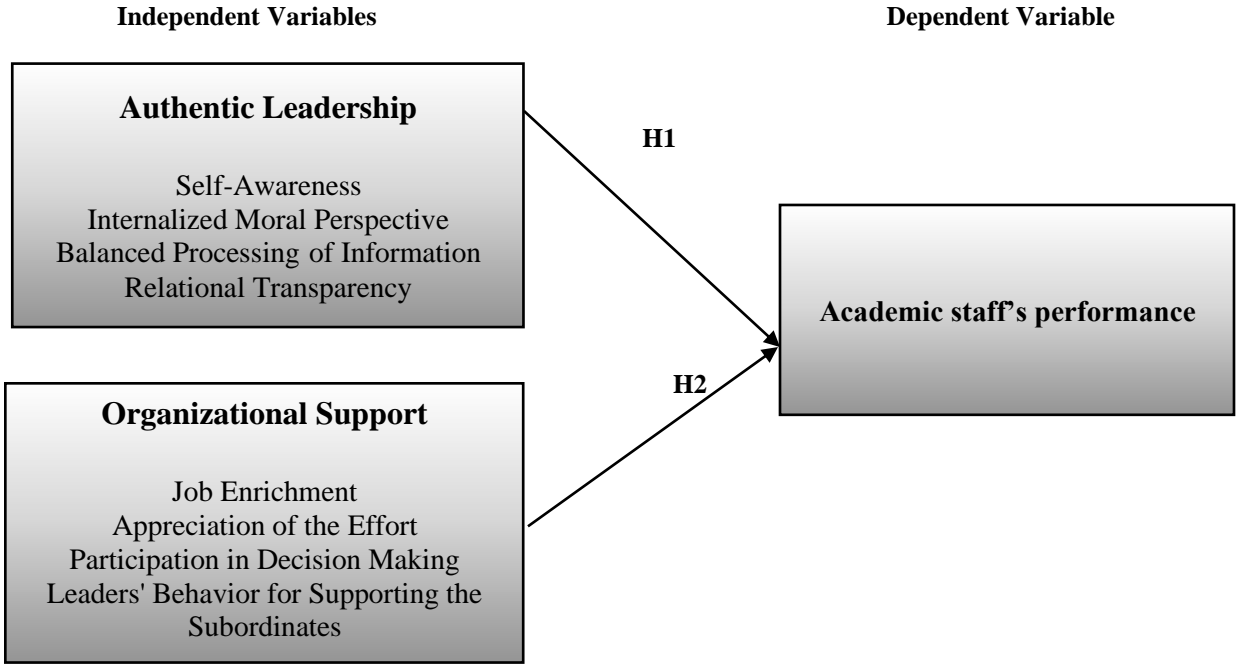 Independent Variables
Dependent Variable
Authentic Leadership
Self-Awareness
Internalized Moral Perspective
Balanced Processing of Information
Relational Transparency
H1
Academic staff’s performance
H2
Organizational Support
Job Enrichment
Appreciation of the Effort
Participation in Decision Making
Leaders' Behavior for Supporting the
Subordinates